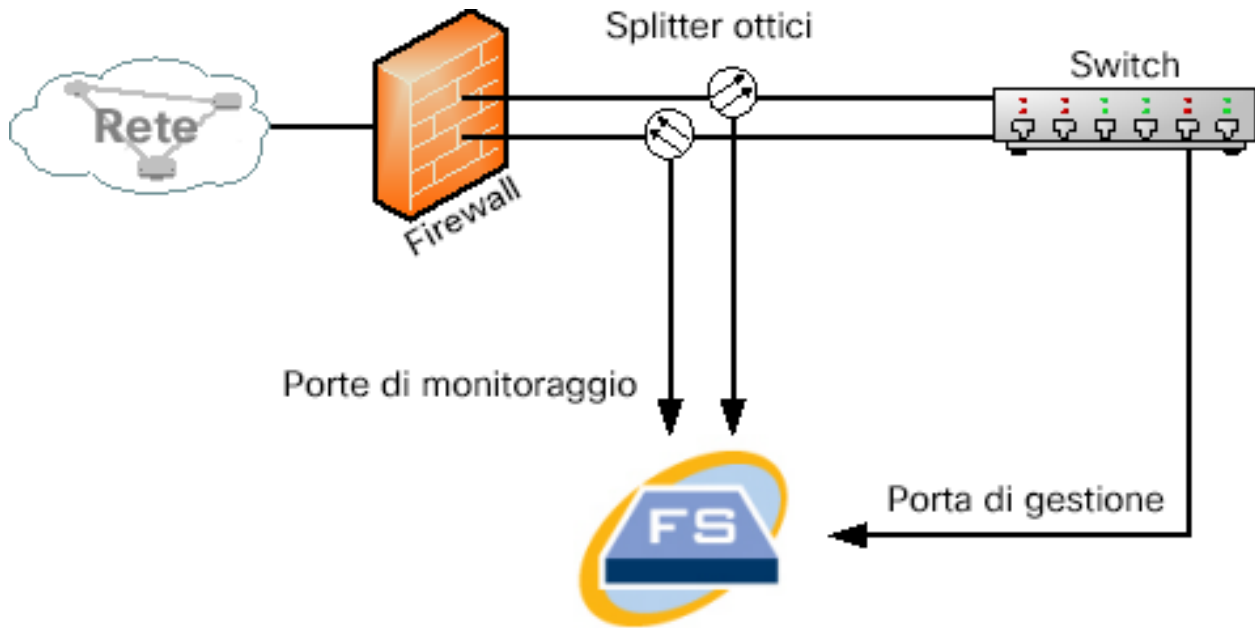 Splitter ottici
Switch
Rete
Firewall
Porte di monitoraggio
Porta di gestione
FS